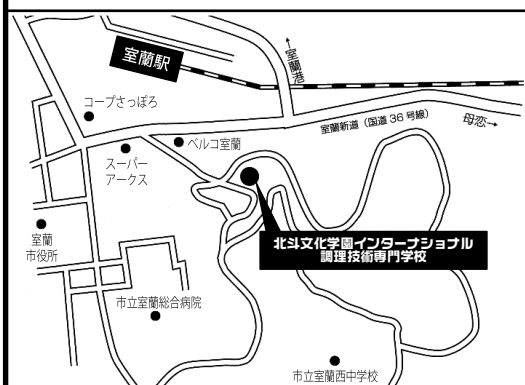 室蘭駅
←室蘭港
コープさっぽろ
室蘭新道（国道36号線）
母恋→
ベルコ室蘭
スーパー
アークス
室蘭
市役所
北斗文化学園インターナショナル
調理技術専門学校
市立室蘭総合病院
市立室蘭西中学校